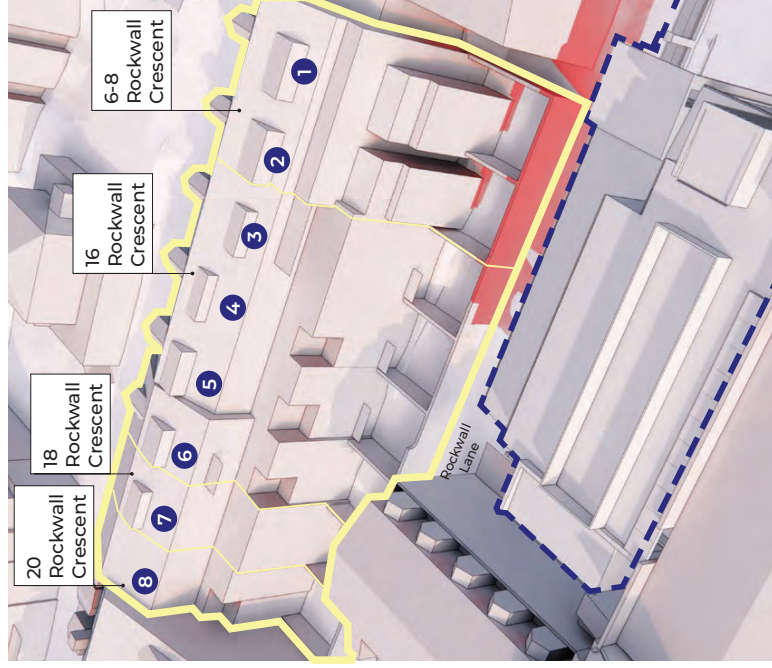 20
Rockwall
Crescent
18
Rockwall
Crescent
16
Rockwall
Crescent
6-8
Rockwall
Crescent
1
2
3
4
5
6
7
8
Rockwall
Lane